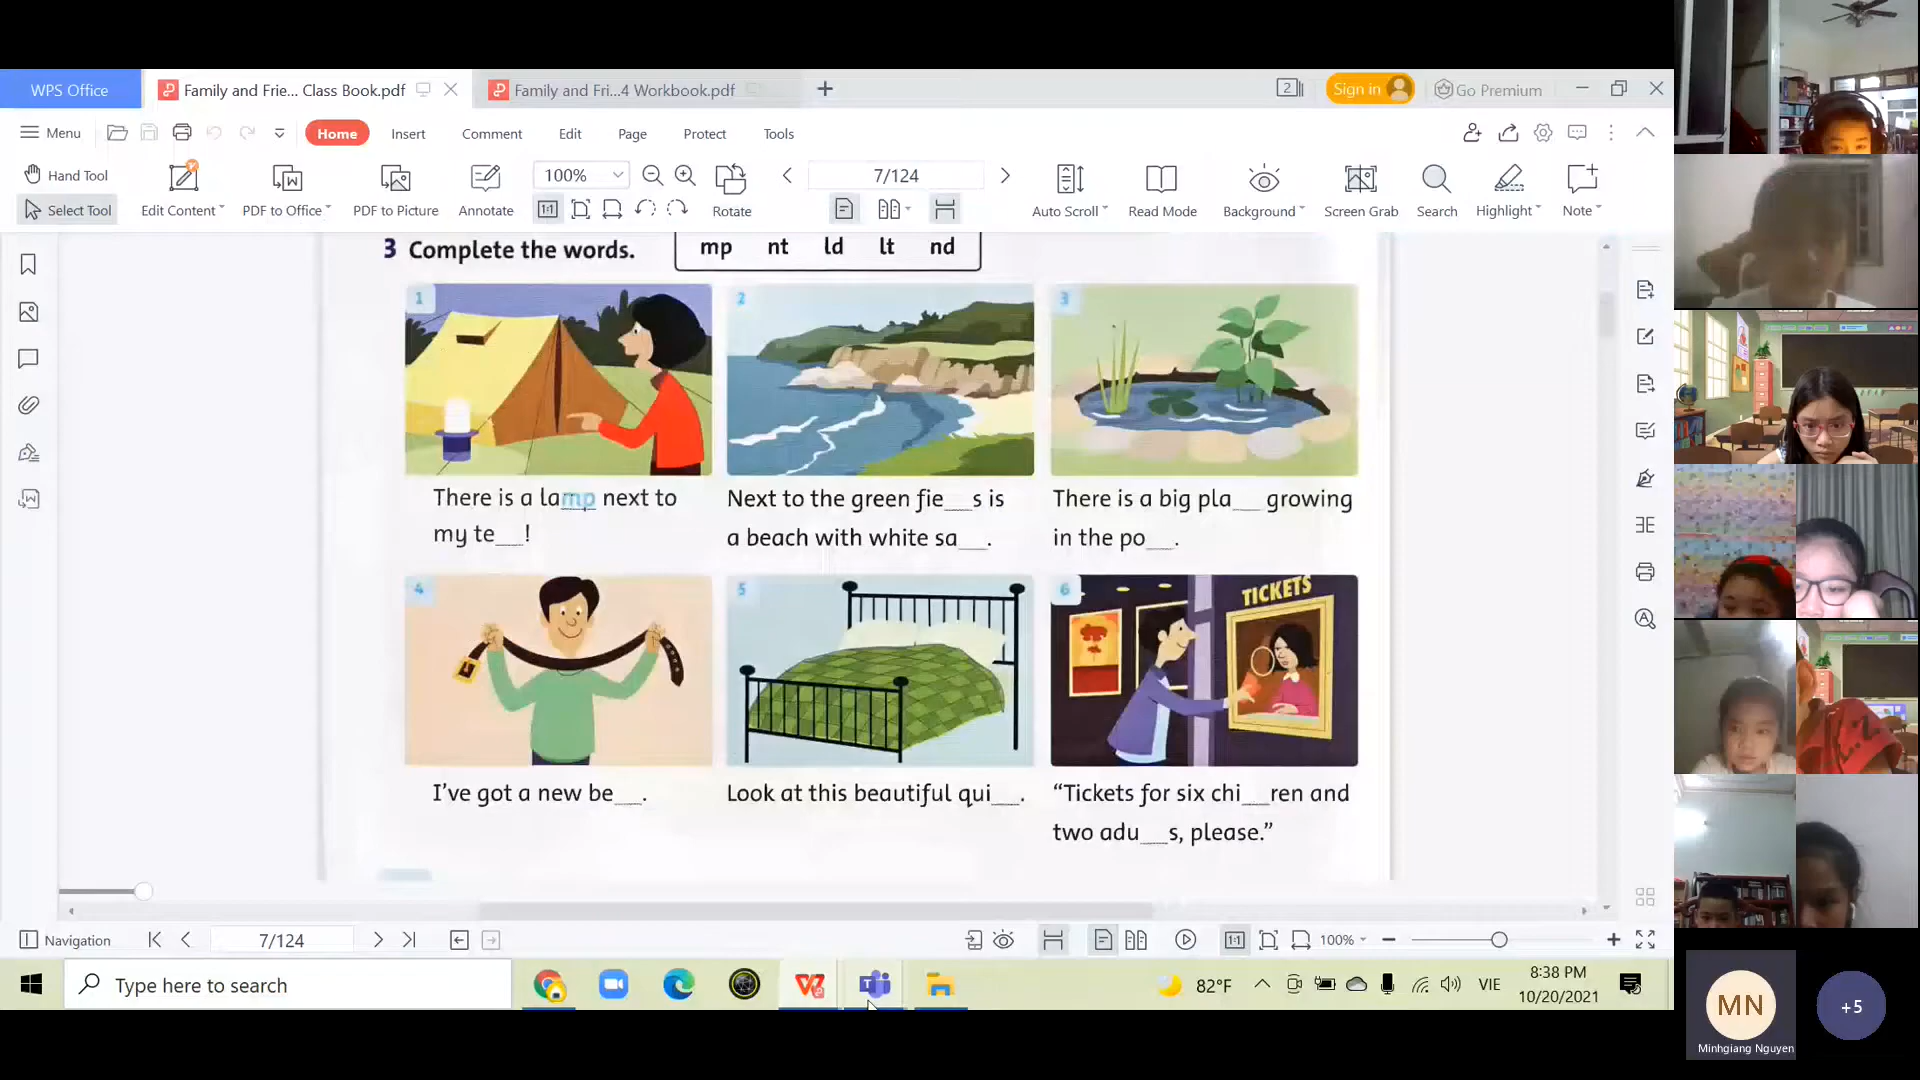 WPS Office
Family and Frie... Class Book.pdf
Family and Fri...4 Workbook.pdf
2
Sign in
Go Premium
Menu
Home
Insert
Comment
Edit
Page
Protect
Tools
Hand Tool
Select Tool
Edit Content
PDF to Office
PDF to Picture
Annotate
100%
1:1
Rotate
7/124
Auto Scroll
Read Mode
Background
Screen Grab
Search
Highlight
Note
3 Complete the words.
mp nt ld lt nd
1
2
3
There is a lamp next to
my te__!
Next to the green fie__s is
a beach with white sa__.
There is a big pla__ growing
in the po__.
4
5
6
TICKETS
I've got a new be__.
Look at this beautiful qui__.
“Tickets for six chi__ren and
two adu__s, please.”
Navigation
7/124
1:1
100%
Type here to search
82°F
VIE
8:38 PM
10/20/2021
MN
Minhgiang Nguyen
+5